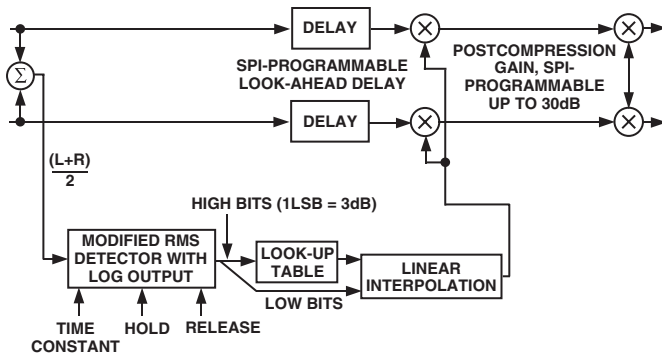 DELAY
SPI-PROGRAMMABLE
LOOK-AHEAD DELAY
POSTCOMPRESSION
GAIN, SPI-
PROGRAMMABLE
UP TO 30dB
Σ
DELAY
(L+R)
2
HIGH BITS (1LSB = 3dB)
MODIFIED RMS
DETECTOR WITH
LOG OUTPUT
LOOK-UP
TABLE
LINEAR
INTERPOLATION
LOW BITS
TIME
CONSTANT
HOLD
RELEASE